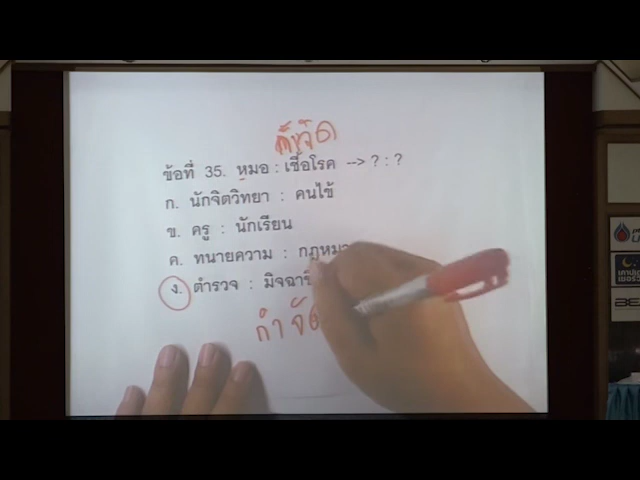 กำจัด
ข้อที่ 35. หมอ : เชื้อโรค --> ? : ?
ก. นักจิตวิทยา : คนไข้
ข. ครู : นักเรียน
ค. ทนายความ : กฎหมา
ง. ตำรวจ : มิจฉาชี
กำจัด